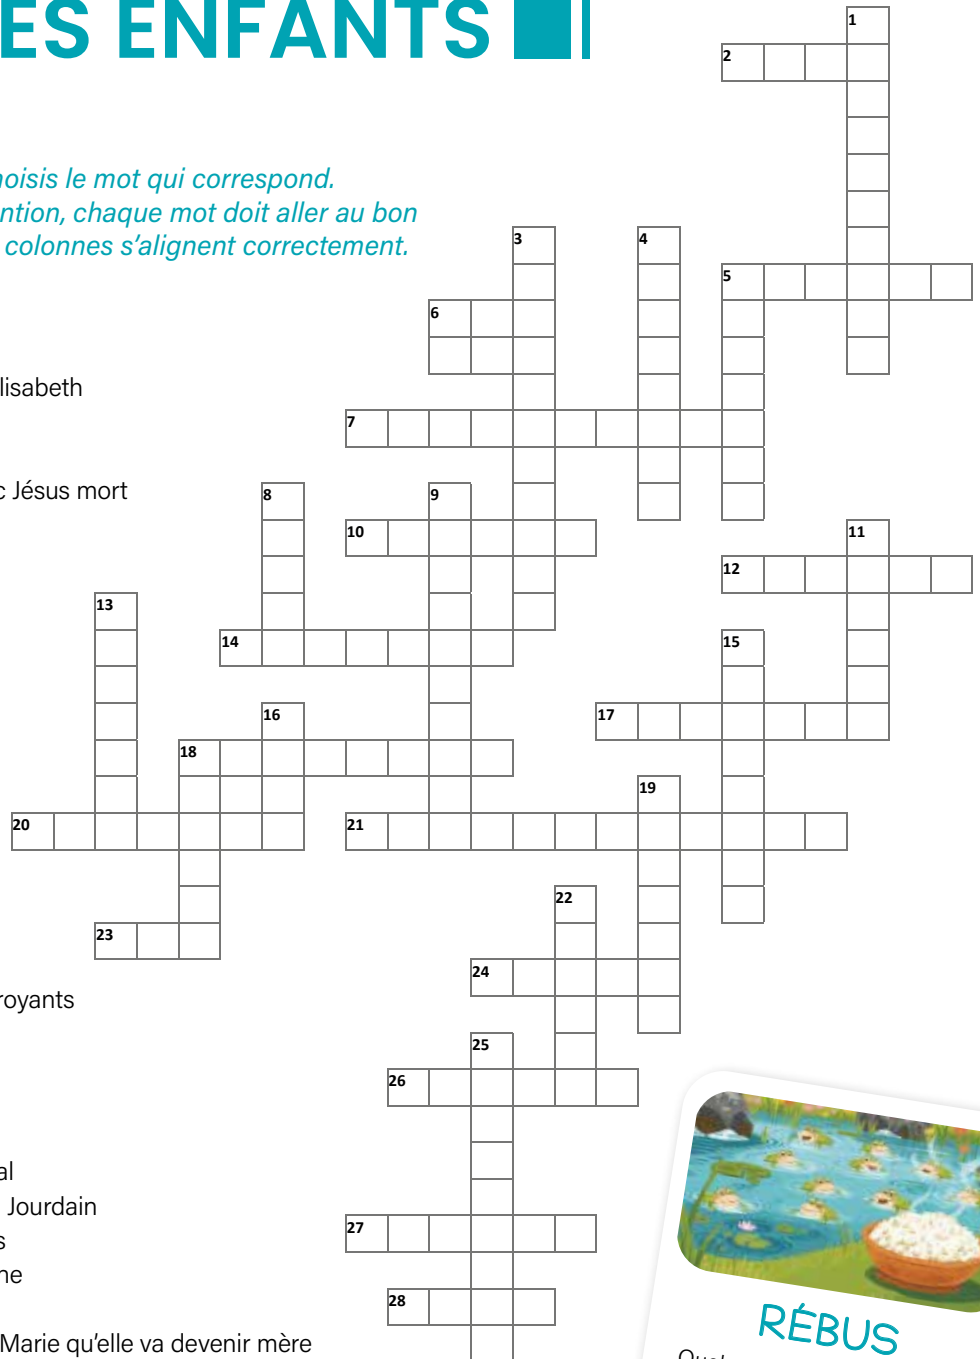 ES ENFANTS
1
2
hoisis le mot qui correspond.
ntion, chaque mot doit aller au bon
colonnes s’alignent correctement.
3
4
5
6
lisabeth
7
c Jésus mort
8
9
10
11
12
13
14
15
16
17
18
19
20
21
22
23
24
royants
25
26
al
Jourdain
s
ne
27
28
Marie qu’elle va devenir mère
RÉBUS